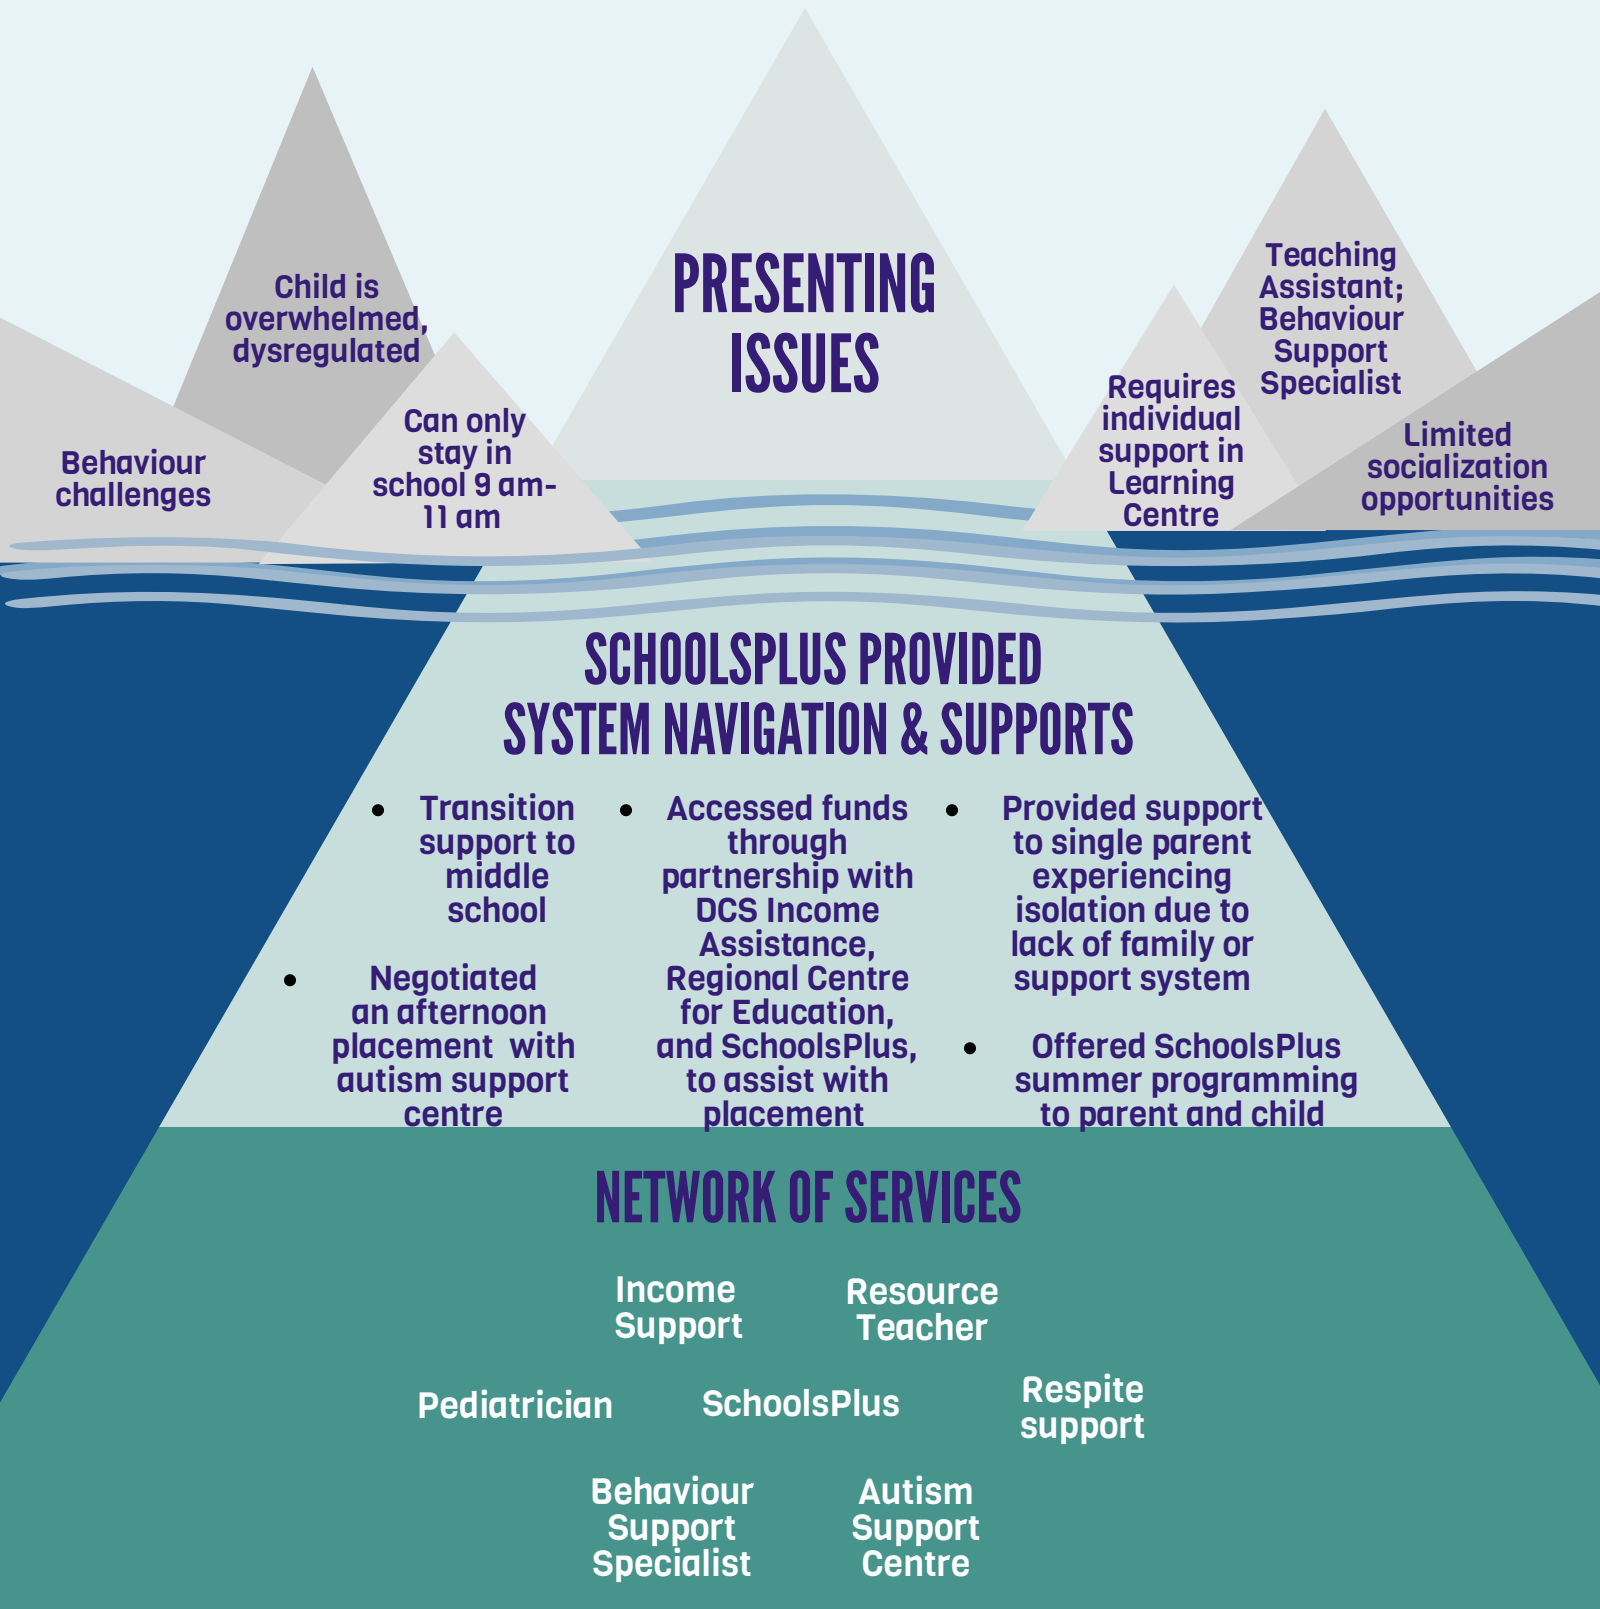 PRESENTING
ISSUES
Child is
overwhelmed,
dysregulated
Behaviour
challenges
Can only
stay in
school 9 am-
11 am
Teaching
Assistant;
Behaviour
Support
Specialist
Requires
individual
support in
Learning
Centre
Limited
socialization
opportunities
SCHOOLSPLUS PROVIDED
SYSTEM NAVIGATION & SUPPORTS
• Transition
support to
middle
school
• Negotiated
an afternoon
placement with
autism support
centre
• Accessed funds
through
partnership with
DCS Income
Assistance,
Regional Centre
for Education,
and SchoolsPlus,
to assist with
placement
• Provided support
to single parent
experiencing
isolation due to
lack of family or
support system
• Offered SchoolsPlus
summer programming
to parent and child
NETWORK OF SERVICES
Income
Support
Resource
Teacher
Pediatrician
SchoolsPlus
Respite
support
Behaviour
Support
Specialist
Autism
Support
Centre